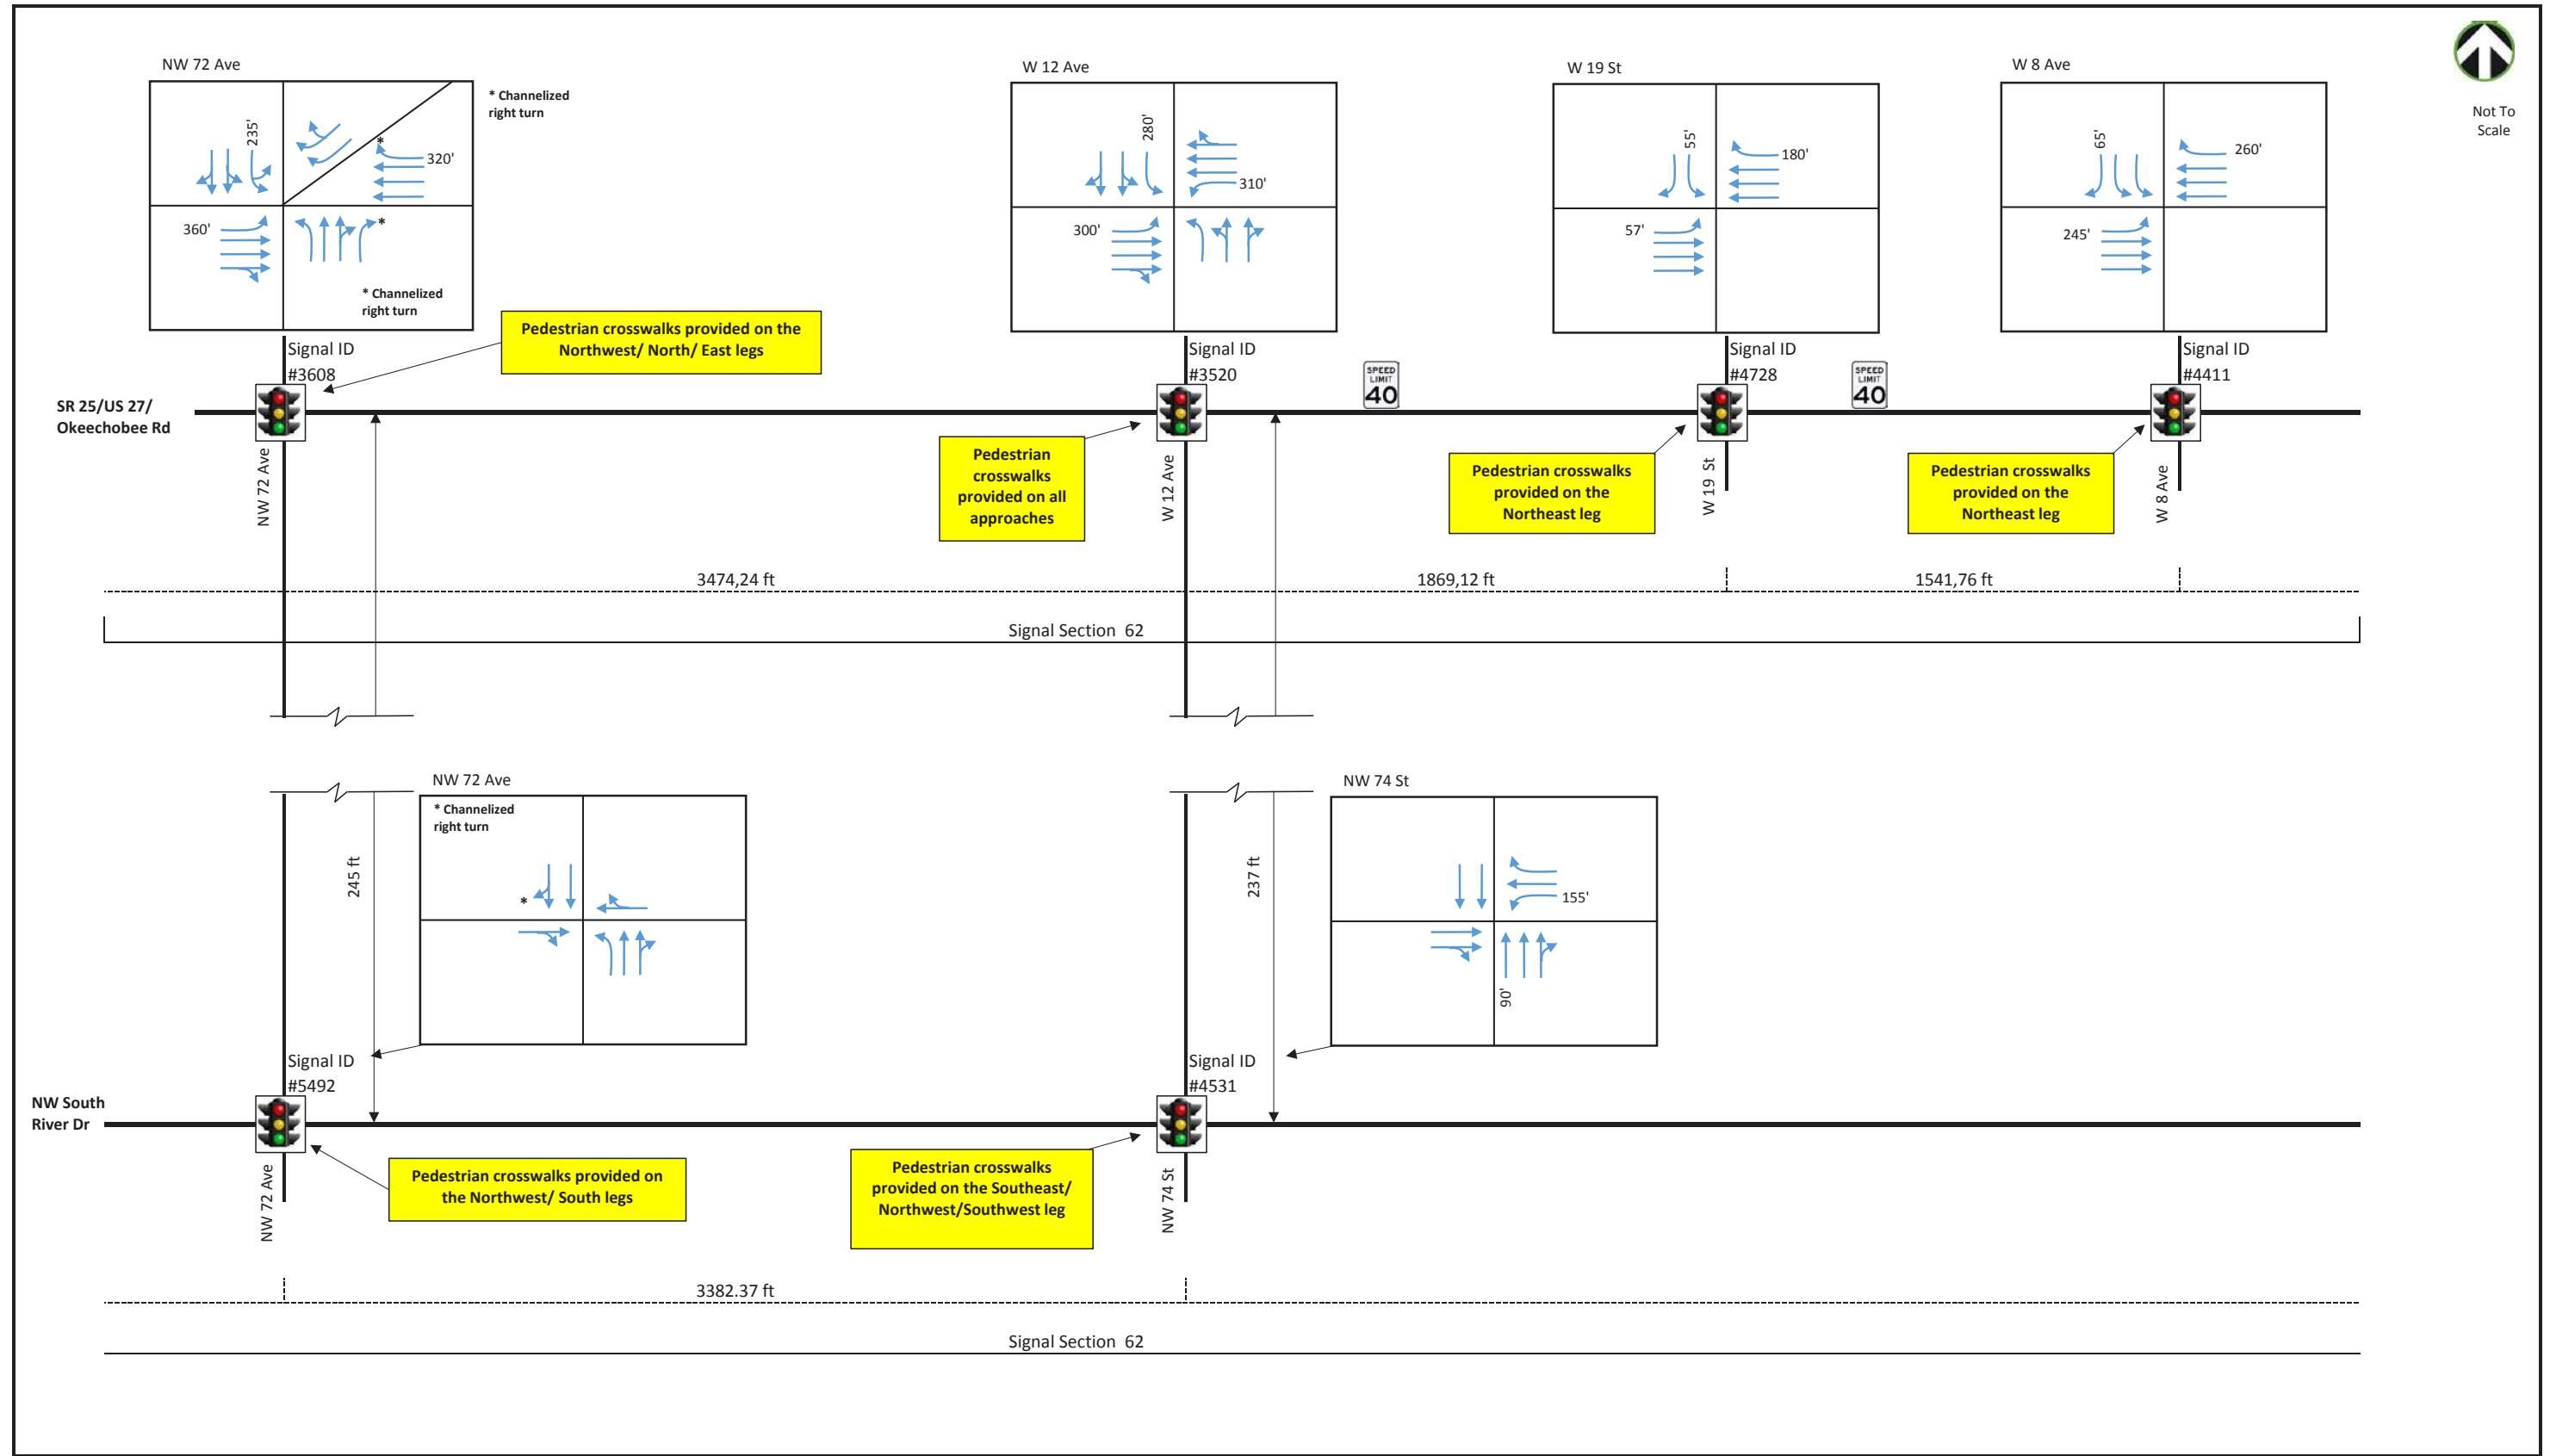 NW 72 Ave
W 12 Ave
W 19 St
W 8 Ave
Not To
Scale
* Channelized
right turn
235'
*
320'
360'
*
* Channelized
right turn
280'
310'
300'
55'
180'
57'
65'
260'
245'
Pedestrian crosswalks provided on the
Northwest/ North/ East legs
Signal ID
#3608
Signal ID
#3520
Signal ID
#4728
Signal ID
#4411
SPEED
LIMIT
40
SPEED
LIMIT
40
SR 25/US 27/
Okeechobee Rd
NW 72 Ave
Pedestrian
crosswalks
provided on all
approaches
W 12 Ave
Pedestrian crosswalks
provided on the
Northeast leg
W 19 St
Pedestrian crosswalks
provided on the
Northeast leg
W 8 Ave
3474,24 ft
1869,12 ft
1541,76 ft
Signal Section 62
NW 72 Ave
* Channelized
right turn
*
245 ft
NW 74 St
155'
90'
237 ft
Signal ID
#5492
Signal ID
#4531
NW South
River Dr
NW 72 Ave
Pedestrian crosswalks provided on
the Northwest/ South legs
Pedestrian crosswalks
provided on the Southeast/
Northwest/Southwest leg
NW 74 St
3382.37 ft
Signal Section 62